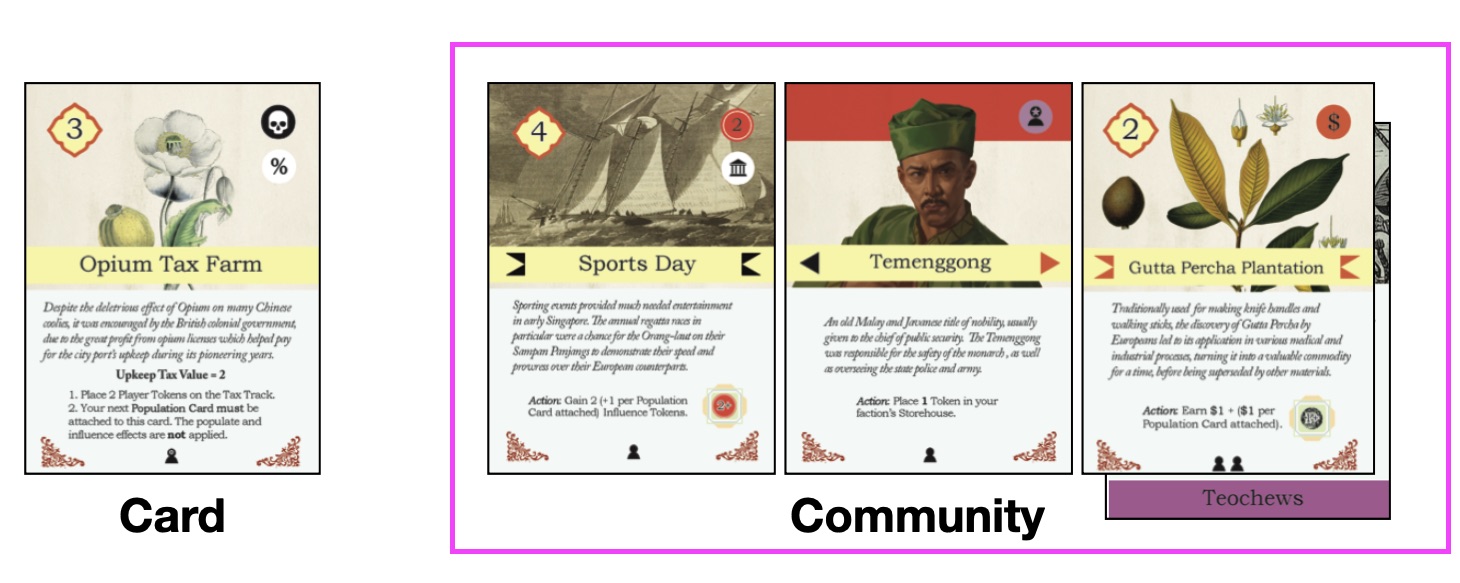 3
%
Opium Tax Farm
Despite the deletrious effect of Opium on many Chinese
coolies, it was encouraged by the British colonial government,
due to the great profit from opium licenses which helped pay
for the city port's upkeep during its pioneering years.
Upkeep Tax Value = 2
1. Place 2 Player Tokens on the Tax Track.
2. Your next Population Card must be
attached to this card. The populate and
influence effects are not applied.
Card
4
2
Sports Day
Sporting events provided much needed entertainment
in early Singapore. The annual regatta races in
particular were a chance for the Orang-laut on their
Sampan Panjangs to demonstrate their speed and
prowress over their European counterparts.
Action: Gain 2 (+1 per Population
Card attached) Influence Tokens.
2+
Temenggong
An old Malay and Javanese title of nobility, usually
given to the chief of public security. The Temenggong
was responsible for the safety of the monarch, as well
as overseeing the state police and army.
Action: Place 1 Token in your
faction's Storehouse.
2
$
Gutta Percha Plantation
Traditionally used for making knife handles and
walking sticks, the discovery of Gutta Percha by
Europeans led to its application in various medical and
industrial processes, turning it into a valuable commodity
for a time, before being superseded by other materials.
Action: Earn $1 + ($1 per
Population Card attached).
Teochews
Community